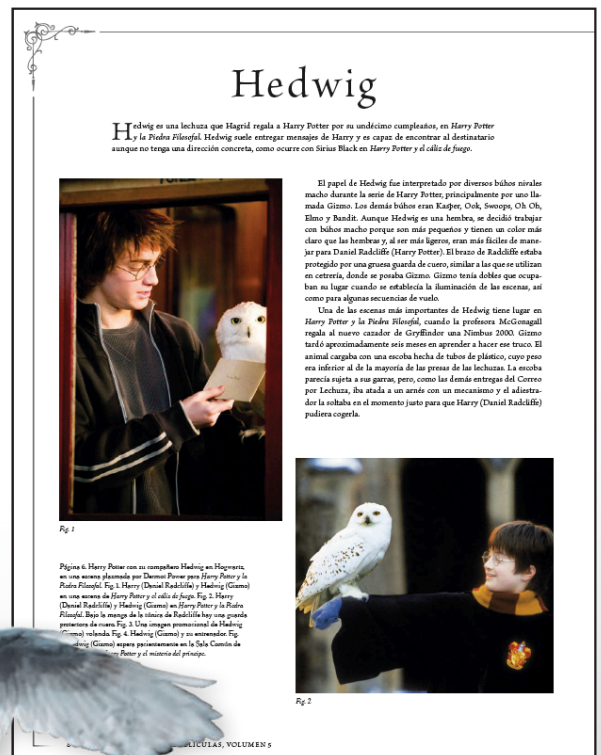 Hedwig
Hedwig es una lechuza que Hagrid regala a Harry Potter por su undécimo cumpleaños, en Harry Potter
y la Piedra Filosofal. Hedwig suele entregar mensajes de Harry y es capaz de encontrar al destinatario
aunque no tenga una dirección concreta, como ocurre con Sirius Black en Harry Potter y el cáliz de fuego.
El papel de Hedwig fue interpretado por diversos búhos nivales
macho durante la serie de Harry Potter, principalmente por uno lla-
mada Gizmo. Los demás búhos eran Kasper, Ook, Swoops, Oh Oh,
Elmo y Bandit. Aunque Hedwig es una hembra, se decidió trabajar
con búhos macho porque son más pequeños y tienen un color más
claro que las hembras y, al ser más ligeros, eran más fáciles de mane-
jar para Daniel Radcliffe (Harry Potter). El brazo de Radcliffe estaba
protegido por una gruesa guarda de cuero, similar a las que se utilizan
en cetrería, donde se posaba Gizmo. Gizmo tenía dobles que ocupa-
ban su lugar cuando se establecía la iluminación de las escenas, así
como para algunas secuencias de vuelo.
Una de las escenas más importantes de Hedwig tiene lugar en
Harry Potter y la Piedra Filosofal, cuando la profesora McGonagall
regala al nuevo cazador de Gryffindor una Nimbus 2000. Gizmo
tardó aproximadamente seis meses en aprender a hacer ese truco. El
animal cargaba con una escoba hecha de tubos de plástico, cuyo peso
era inferior al de la mayoría de las presas de las lechuzas. La escoba
parecía sujeta a sus garras, pero, como las demás entregas del Correo
por Lechuza, iba atada a un arnés con un mecanismo y el adiestra-
dor la soltaba en el momento justo para que Harry (Daniel Radcliffe)
pudiera cogerla.
Fig. 1
Página 6. Harry Potter con su compañero Hedwig en Hogwarts,
en una escena plasmada por Dermot Power para Harry Potter y la
Piedra Filosofal. Fig. 1. Harry (Daniel Radcliffe) y Hedwig (Gizmo)
en una escena de Harry Potter y el cáliz de fuego. Fig. 2. Harry
(Daniel Radcliffe) y Hedwig (Gizmo) en Harry Potter y la Piedra
Filosofal. Bajo la manga de la túnica de Radcliffe hay una guarda
protectora de cuero. Fig. 3. Una imagen promocional de Hedwig
(Gizmo) volando. Fig. 4. Hedwig (Gizmo) y su entrenador. Fig.
(Gizmo) espera pacientemente en la Sala Común de
Harry Potter y el misterio del príncipe.
Fig. 2
PELÍCULAS, VOLUMEN 5